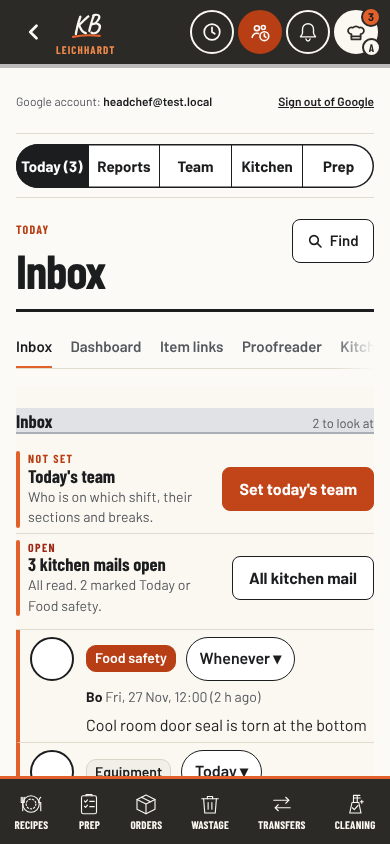 KB
LEICHHARDT
3
A
Google account: headchef@test.local
Sign out of Google
Today (3)
Reports
Team
Kitchen
Prep
TODAY
Inbox
Find
Inbox
Dashboard
Item links
Proofreader
Kitch
Inbox
2 to look at
NOT SET
Today's team
Who is on which shift, their
sections and breaks.
Set today's team
OPEN
3 kitchen mails open
All read. 2 marked Today or
Food safety.
All kitchen mail
Food safety
Whenever ▾
Bo Fri, 27 Nov, 12:00 (2 h ago)
Cool room door seal is torn at the bottom
Equipment
Today ▾
RECIPES
PREP
ORDERS
WASTAGE
TRANSFERS
CLEANING